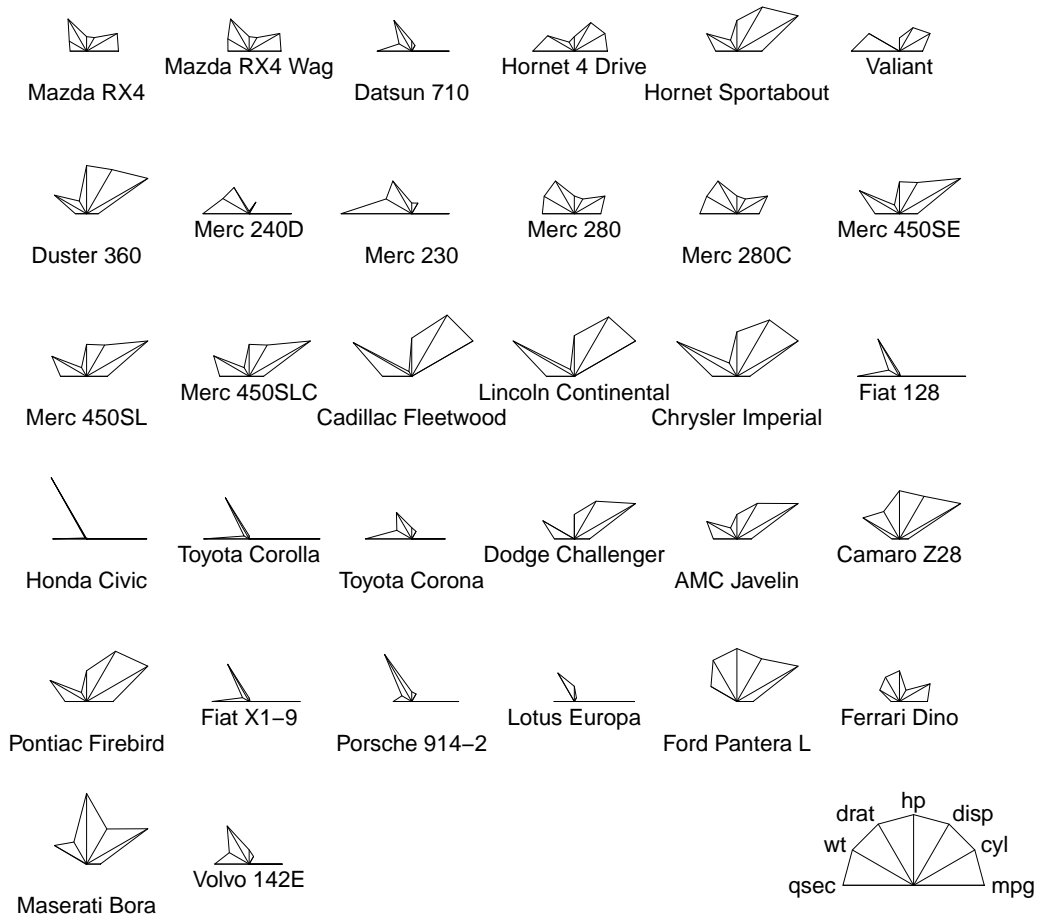 Mazda RX4
Mazda RX4 Wag
Datsun 710
Hornet 4 Drive
Hornet Sportabout
Valiant
Duster 360
Merc 240D
Merc 230
Merc 280
Merc 280C
Merc 450SE
Merc 450SL
Merc 450SLC
Cadillac Fleetwood
Lincoln Continental
Chrysler Imperial
Fiat 128
Honda Civic
Toyota Corolla
Toyota Corona
Dodge Challenger
AMC Javelin
Camaro Z28
Pontiac Firebird
Fiat X1−9
Porsche 914−2
Lotus Europa
Ford Pantera L
Ferrari Dino
Maserati Bora
Volvo 142E
mpg
cyl
disp
hp
drat
wt
qsec